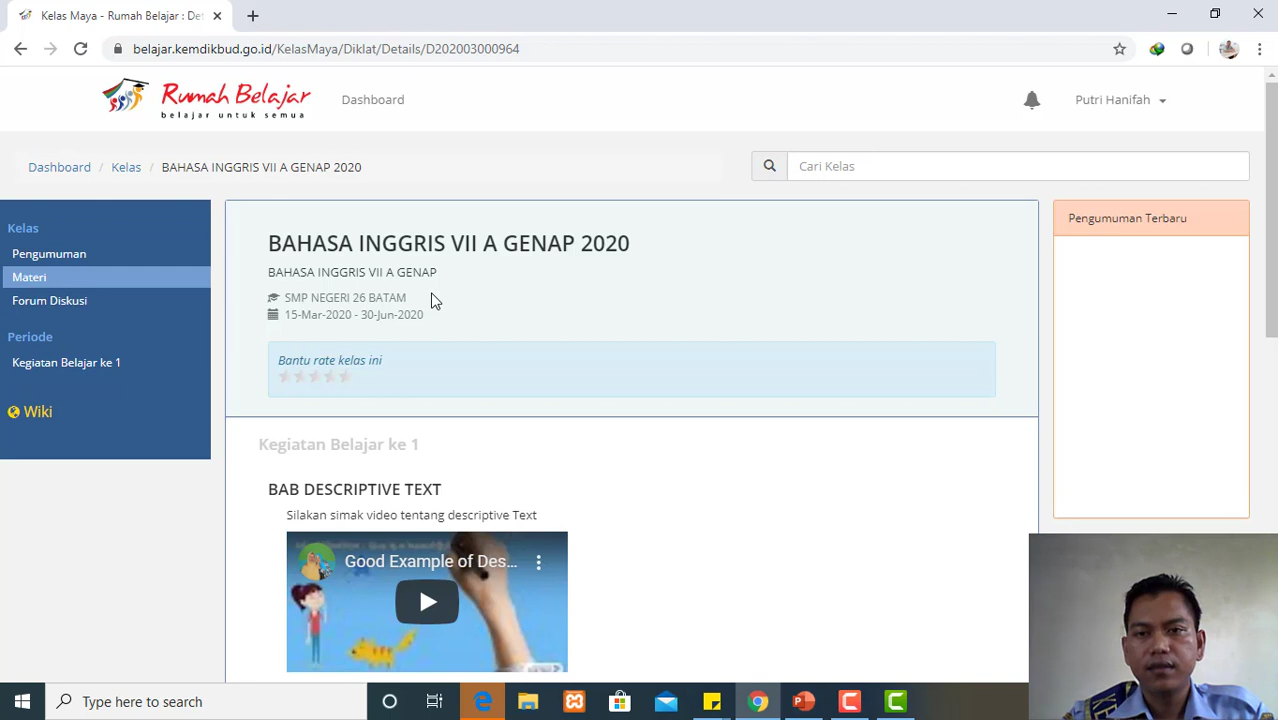 Kelas Maya - Rumah Belajar : Det
belajar.kemdikbud.go.id/KelasMaya/Diklat/Details/D202003000964
Rumah Belajar
belajar untuk semua
Dashboard
Putri Hanifah
Dashboard / Kelas / BAHASA INGGRIS VII A GENAP 2020
Cari Kelas
Kelas
Pengumuman
Materi
Forum Diskusi
Periode
Kegiatan Belajar ke 1
Wiki
BAHASA INGGRIS VII A GENAP 2020
BAHASA INGGRIS VII A GENAP
SMP NEGERI 26 BATAM
15-Mar-2020 - 30-Jun-2020
Bantu rate kelas ini
Kegiatan Belajar ke 1
BAB DESCRIPTIVE TEXT
Silakan simak video tentang descriptive Text
Good Example of Des...
Pengumuman Terbaru
Type here to search